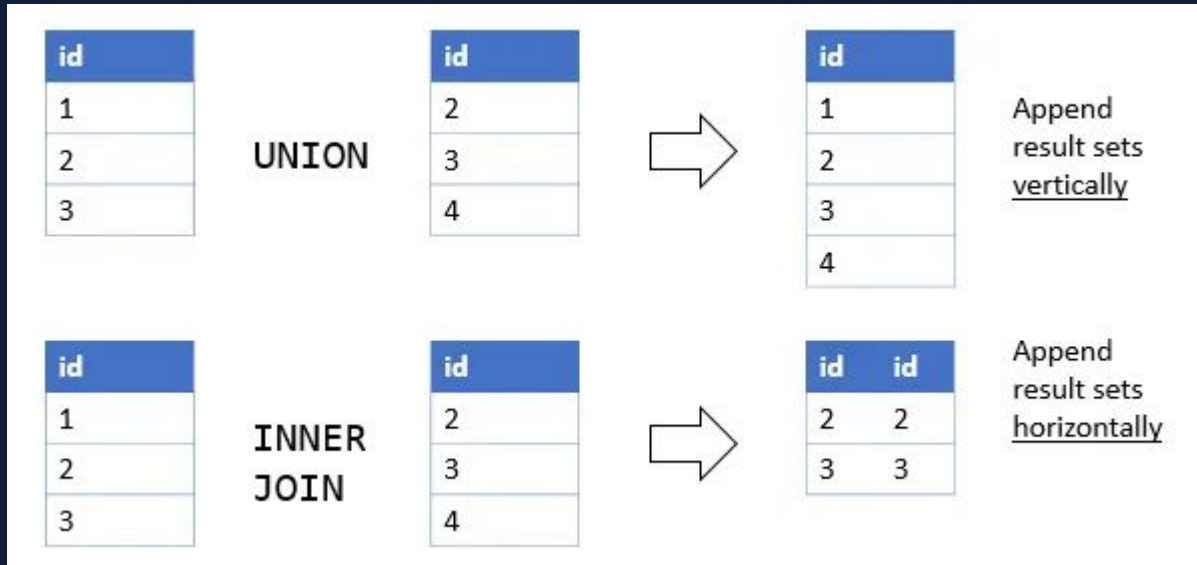 id
1
2
3
UNION
id
2
3
4
id
1
2
3
4
Append
result sets
vertically
id
1
2
3
INNER
JOIN
id
2
3
4
id id
2 2
3 3
Append
result sets
horizontally